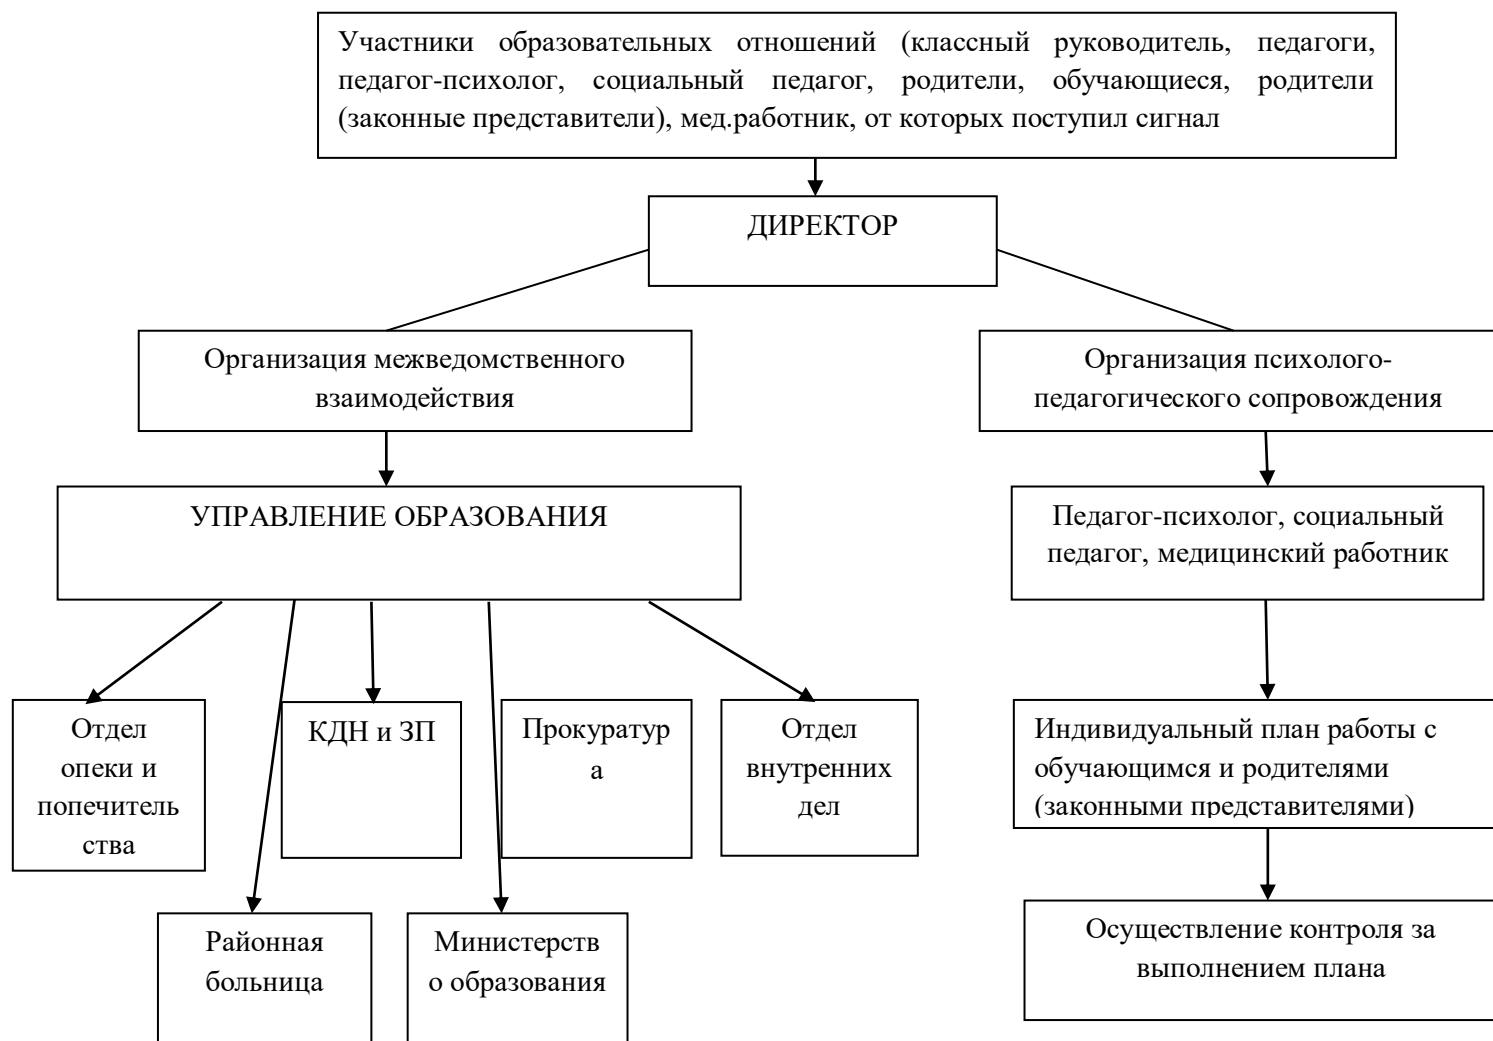 Участники образовательных отношений (классный руководитель, педагоги,
педагог-психолог, социальный педагог, родители, обучающиеся, родители
(законные представители), мед.работник, от которых поступил сигнал
ДИРЕКТОР
Организация межведомственного
взаимодействия
Организация психолого-
педагогического сопровождения
УПРАВЛЕНИЕ ОБРАЗОВАНИЯ
Педагог-психолог, социальный
педагог, медицинский работник
Отдел
опеки и
попечитель
ства
КДН и ЗП
Прокуратур
а
Отдел
внутренних
дел
Индивидуальный план работы с
обучающимся и родителями
(законными представителями)
Районная
больница
Министерств
о образования
Осуществление контроля за
выполнением плана